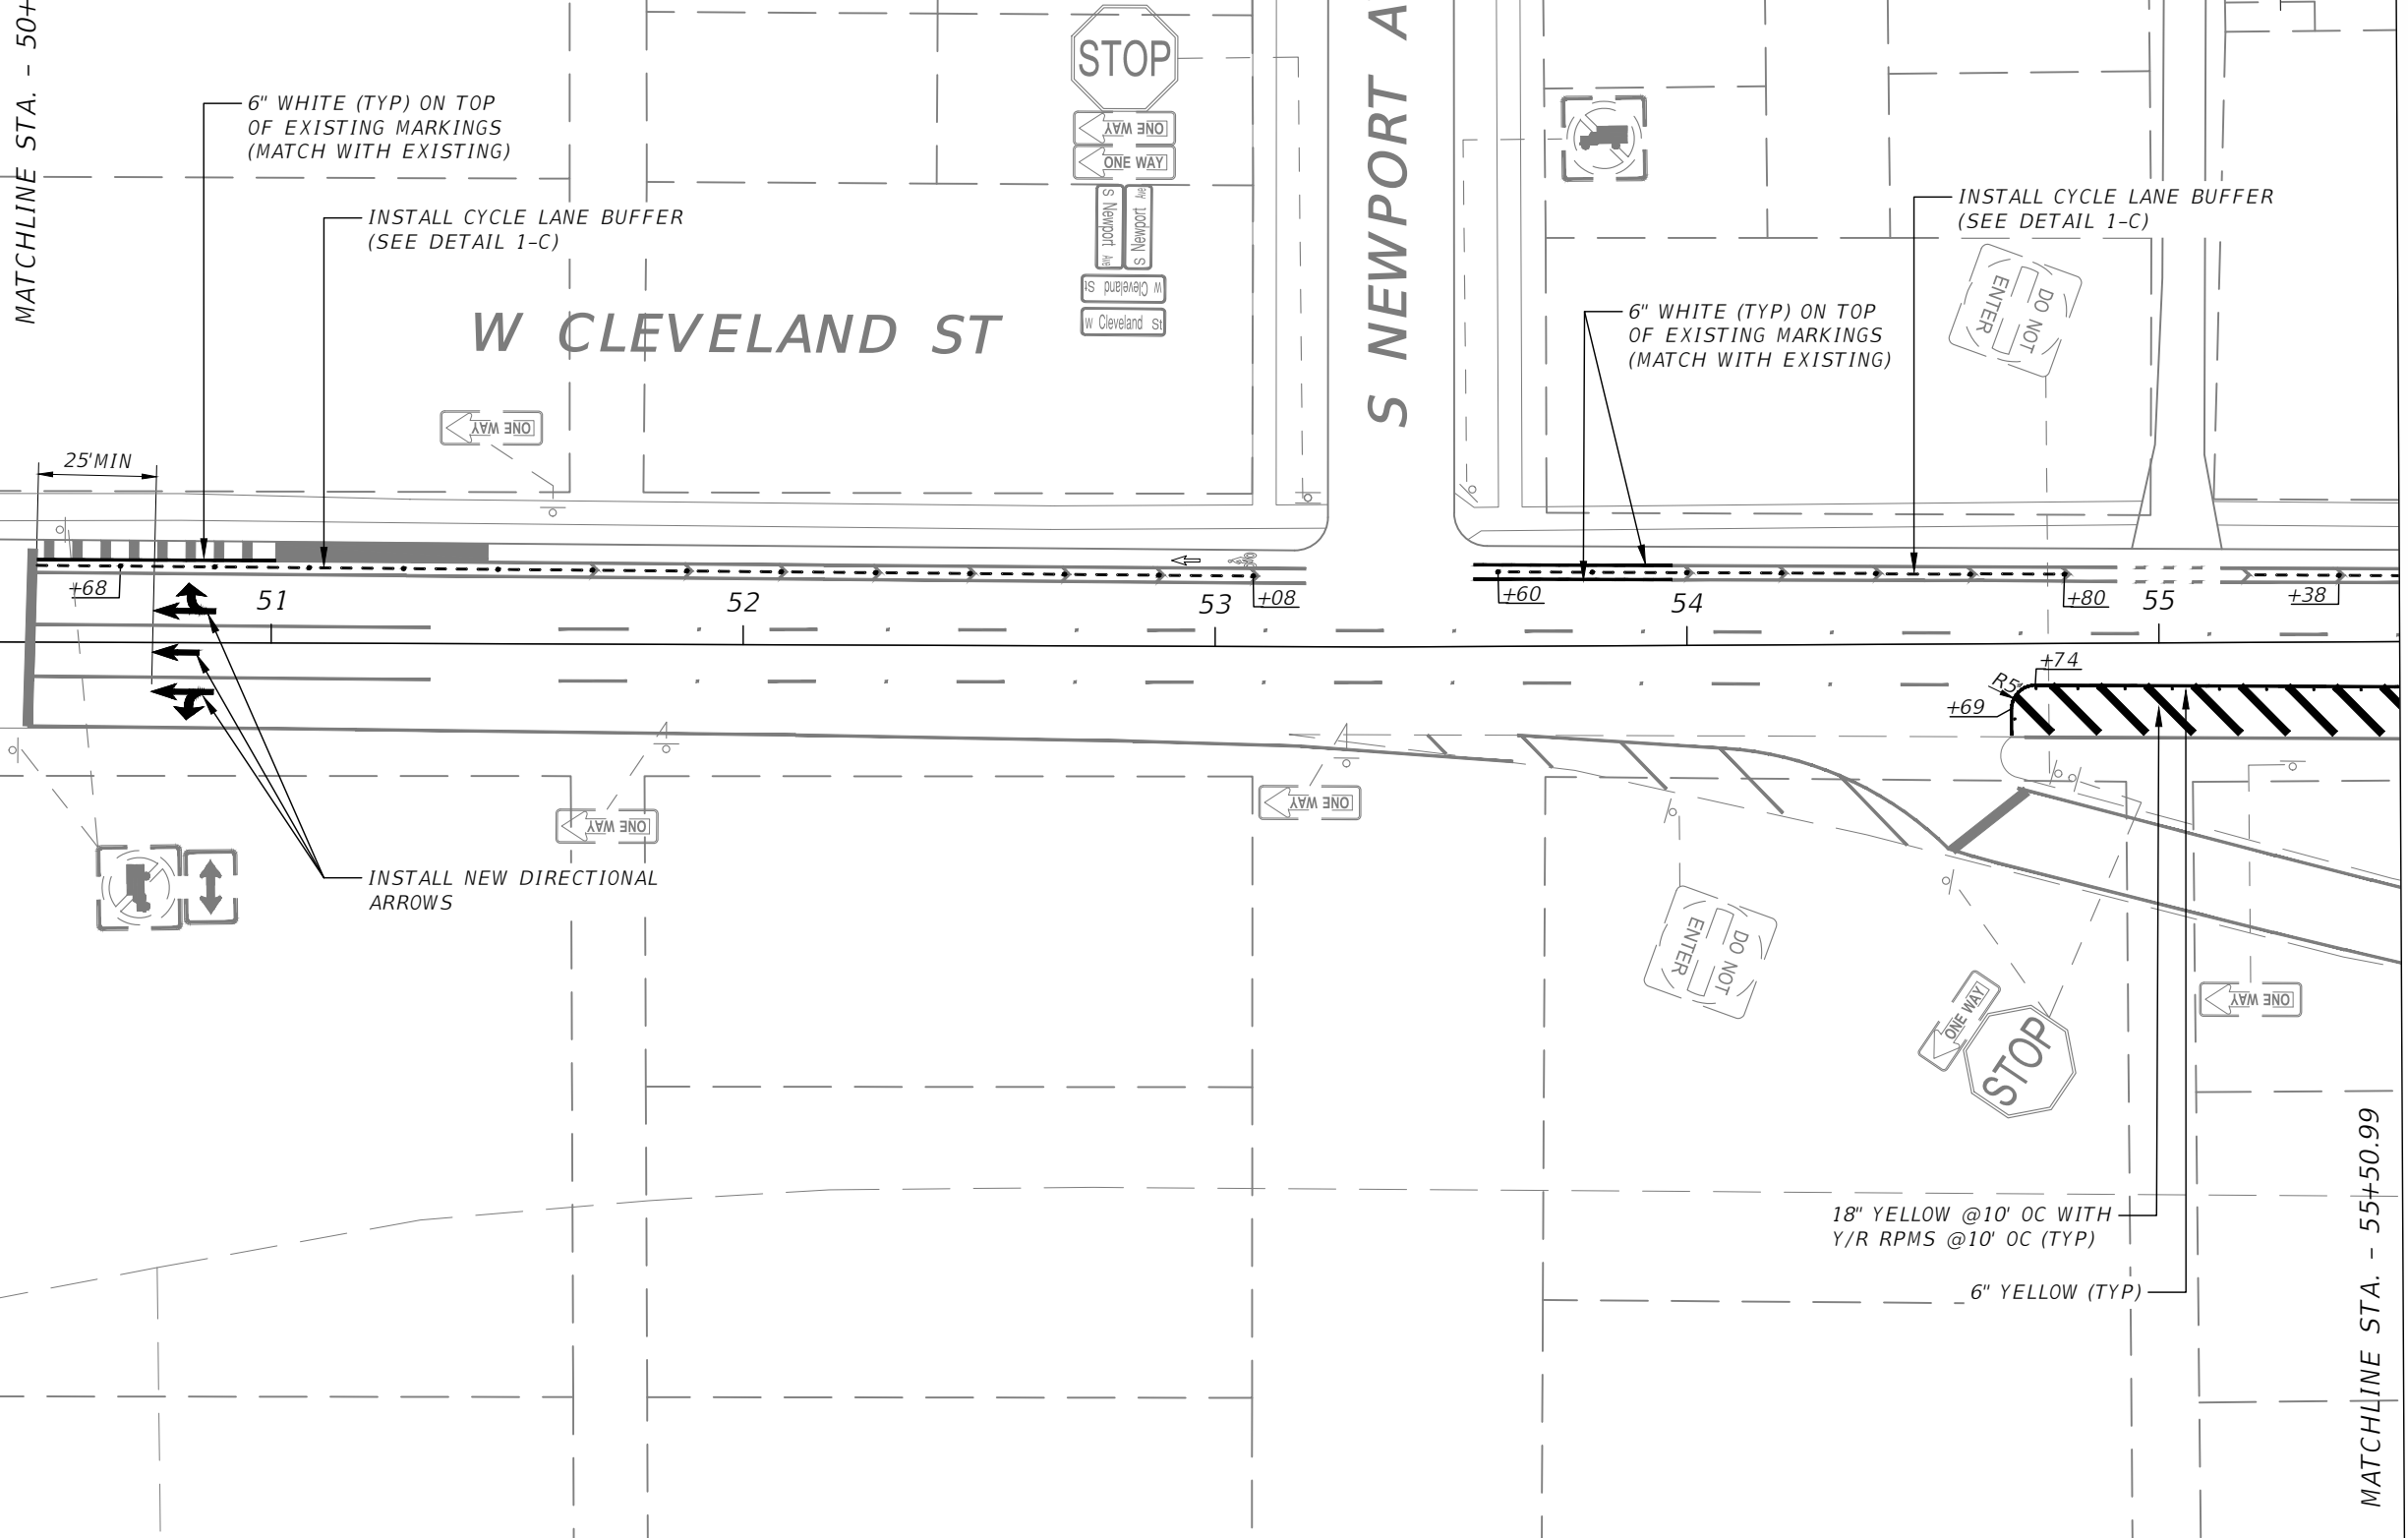 MATCHLINE STA. - 50+
6" WHITE (TYP) ON TOP
OF EXISTING MARKINGS
(MATCH WITH EXISTING)
INSTALL CYCLE LANE BUFFER
(SEE DETAIL 1-C)
W CLEVELAND ST
STOP
ONE WAY
ONE WAY
S Newport Ave
S Newport Ave
W Cleveland St
W Cleveland St
S NEWPORT A
INSTALL CYCLE LANE BUFFER
(SEE DETAIL 1-C)
6" WHITE (TYP) ON TOP
OF EXISTING MARKINGS
(MATCH WITH EXISTING)
DO NOT
ENTER
ONE WAY
25'MIN
+68
51
52
53
+08
+60
54
+80
55
+38
+74
R5'
+69
ONE WAY
ONE WAY
INSTALL NEW DIRECTIONAL
ARROWS
DO NOT
ENTER
ONE WAY
STOP
ONE WAY
18" YELLOW @10' OC WITH
Y/R RPMS @10' OC (TYP)
6" YELLOW (TYP)
MATCHLINE STA. - 55+50.99